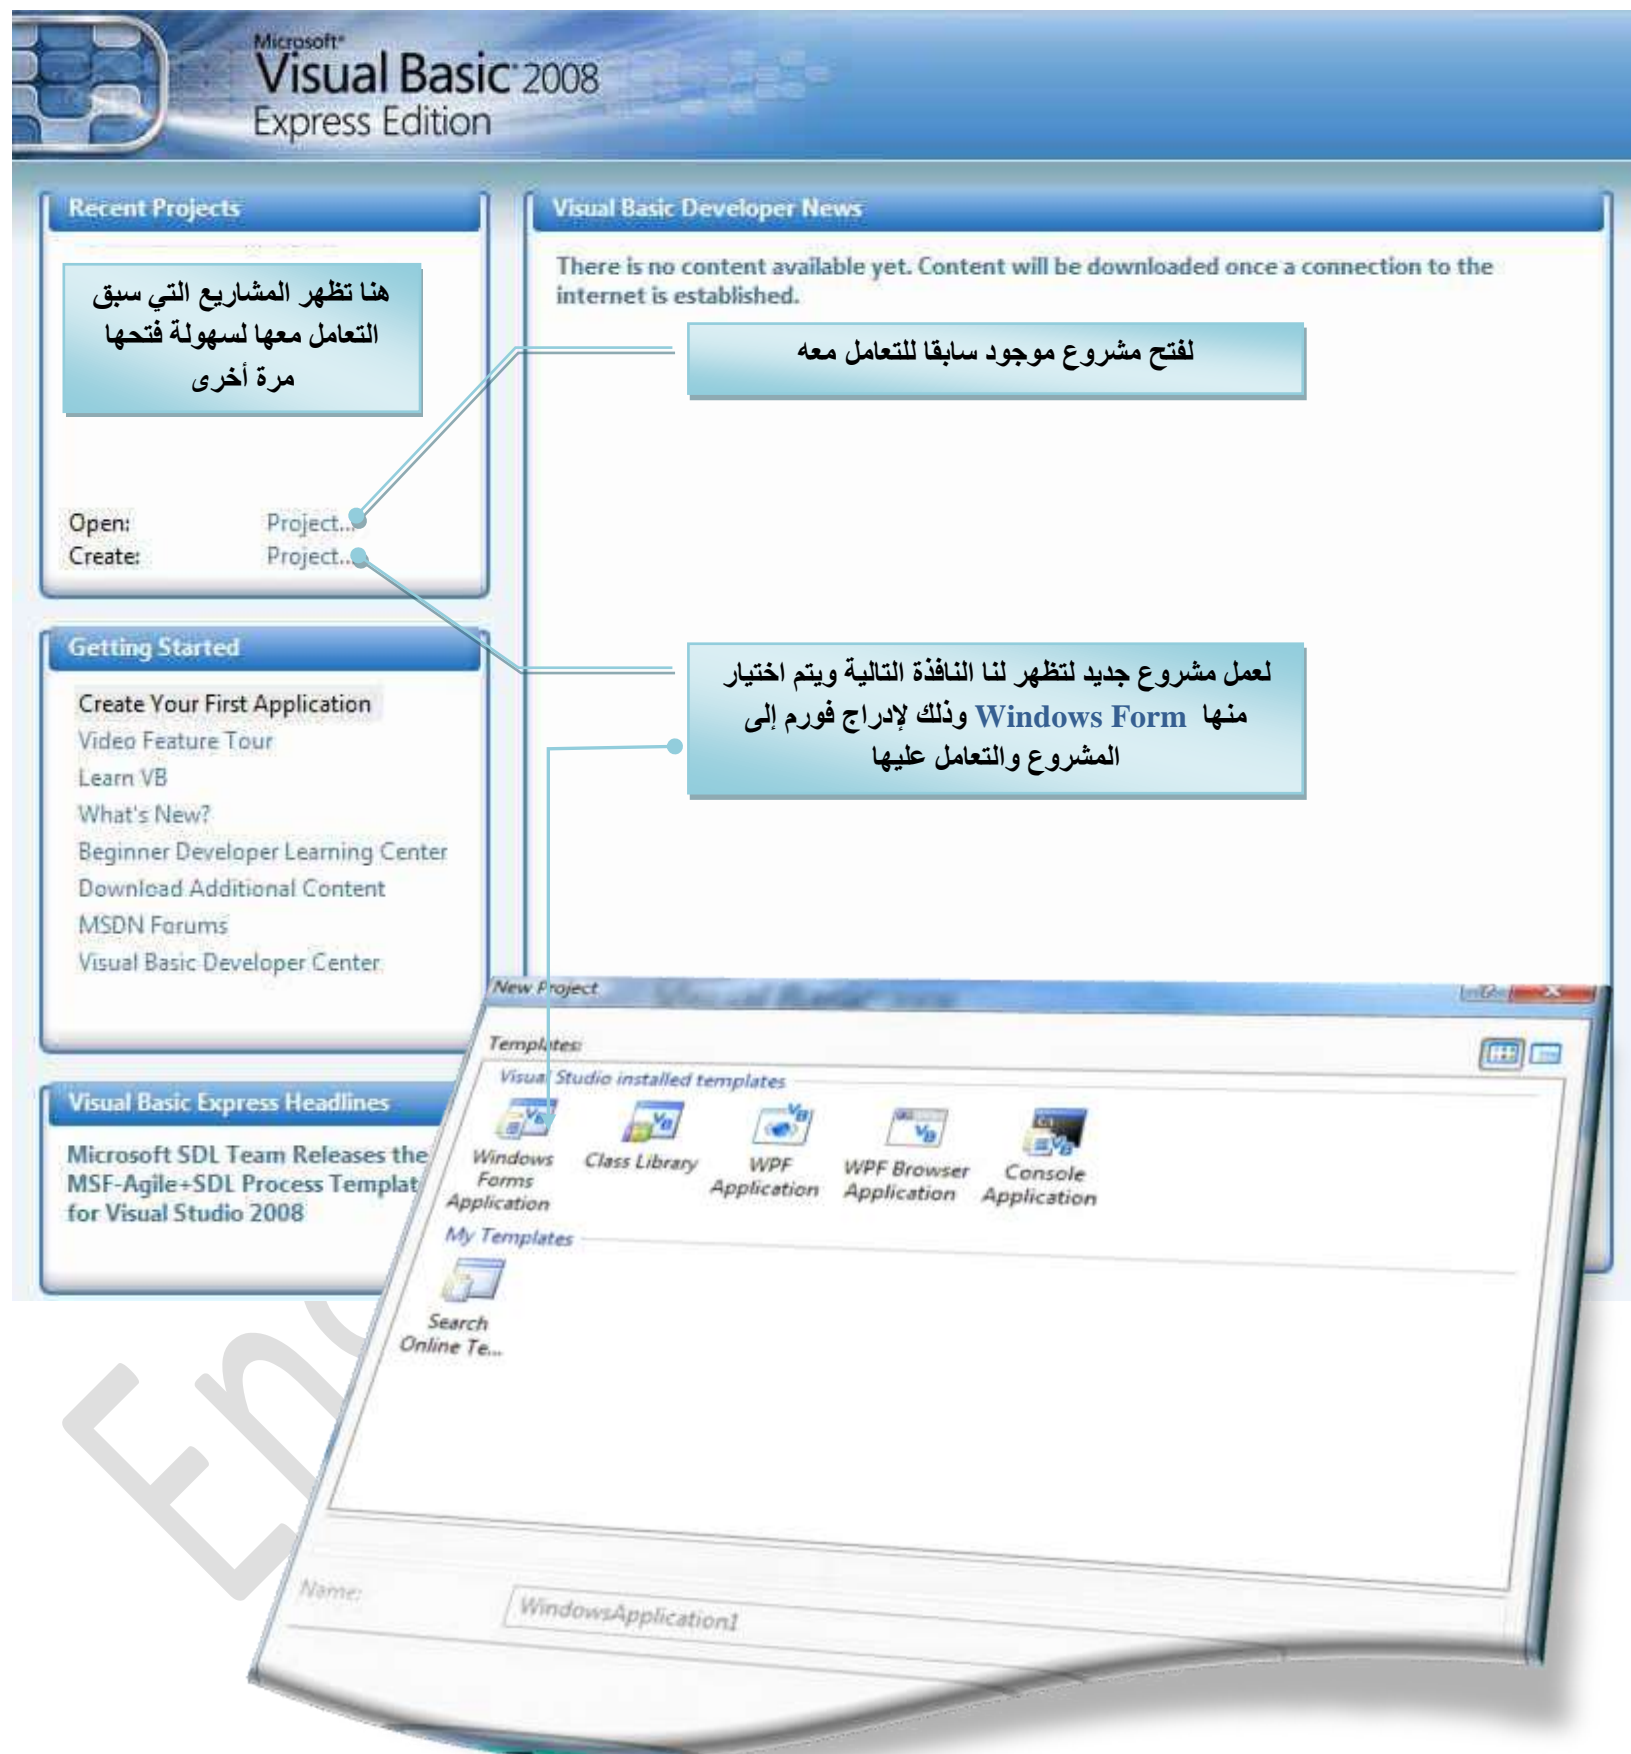 Microsoft®
Visual Basic® 2008
Express Edition
Recent Projects
هنا تظهر المشاريع التي سبق
التعامل معها لسهولة فتحها
مرة أخرى
Open: Project...
Create: Project...
Getting Started
Create Your First Application
Video Feature Tour
Learn VB
What's New?
Beginner Developer Learning Center
Download Additional Content
MSDN Forums
Visual Basic Developer Center
Visual Basic Express Headlines
Microsoft SDL Team Releases the
MSF-Agile+SDL Process Templat
for Visual Studio 2008
Visual Basic Developer News
There is no content available yet. Content will be downloaded once a connection to the
internet is established.
لفتح مشروع موجود سابقا للتعامل معه
لعمل مشروع جديد لتظهر لنا النافذة التالية ويتم اختيار
منها Windows Form وذلك لإدراج فورم إلى
المشروع والتعامل عليها
New Project
Templates:
Visual Studio installed templates
Windows
Forms
Application
Class Library
WPF
Application
WPF Browser
Application
Console
Application
My Templates
Search
Online Te...
Name: WindowsApplication1